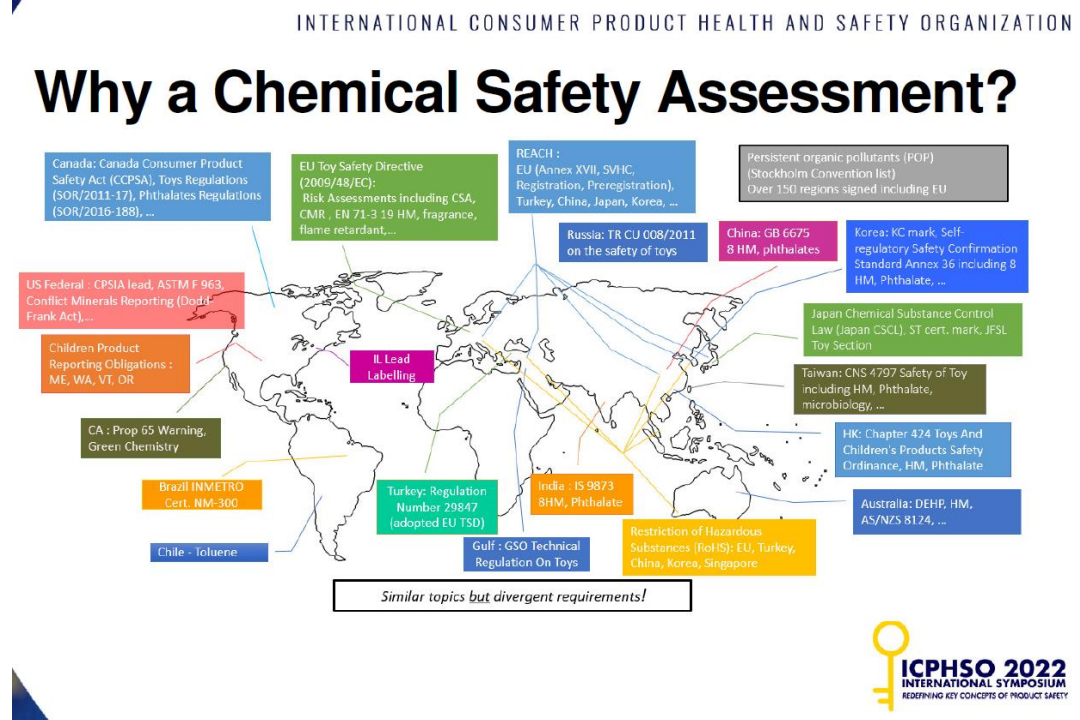 INTERNATIONAL CONSUMER PRODUCT HEALTH AND SAFETY ORGANIZATION
Why a Chemical Safety Assessment?
Canada: Canada Consumer Product
Safety Act (CCPSA), Toys Regulations
(SOR/2011-17), Phthalates Regulations
(SOR/2016-188), ...
EU Toy Safety Directive
(2009/48/EC):
Risk Assessments including CSA,
CMR , EN 71-3 19 HM, fragrance,
flame retardant,...
REACH :
EU (Annex XVII, SVHC,
Registration, Preregistration),
Turkey, China, Japan, Korea, ...
Persistent organic pollutants (POP)
(Stockholm Convention list)
Over 150 regions signed including EU
Russia: TR CU 008/2011
on the safety of toys
China: GB 6675
8 HM, phthalates
Korea: KC mark, Self-
regulatory Safety Confirmation
Standard Annex 36 including 8
HM, Phthalate, ...
US Federal : CPSIA lead, ASTM F 963,
Conflict Minerals Reporting (Dodd-
Frank Act),...
Japan Chemical Substance Control
Law (Japan CSCL), ST cert. mark, JFSL
Toy Section
Children Product
Reporting Obligations :
ME, WA, VT, OR
IL Lead
Labelling
Taiwan: CNS 4797 Safety of Toy
including HM, Phthalate,
microbiology, ...
CA : Prop 65 Warning,
Green Chemistry
HK: Chapter 424 Toys And
Children's Products Safety
Ordinance, HM, Phthalate
Brazil INMETRO
Cert. NM-300
Turkey: Regulation
Number 29847
(adopted EU TSD)
India : IS 9873
8HM, Phthalate
Australia: DEHP, HM,
AS/NZS 8124, ...
Chile - Toluene
Gulf : GSO Technical
Regulation On Toys
Restriction of Hazardous
Substances (RoHS): EU, Turkey,
China, Korea, Singapore
Similar topics but divergent requirements!
ICPHSO 2022
INTERNATIONAL SYMPOSIUM
REDEFINING KEY CONCEPTS OF PRODUCT SAFETY